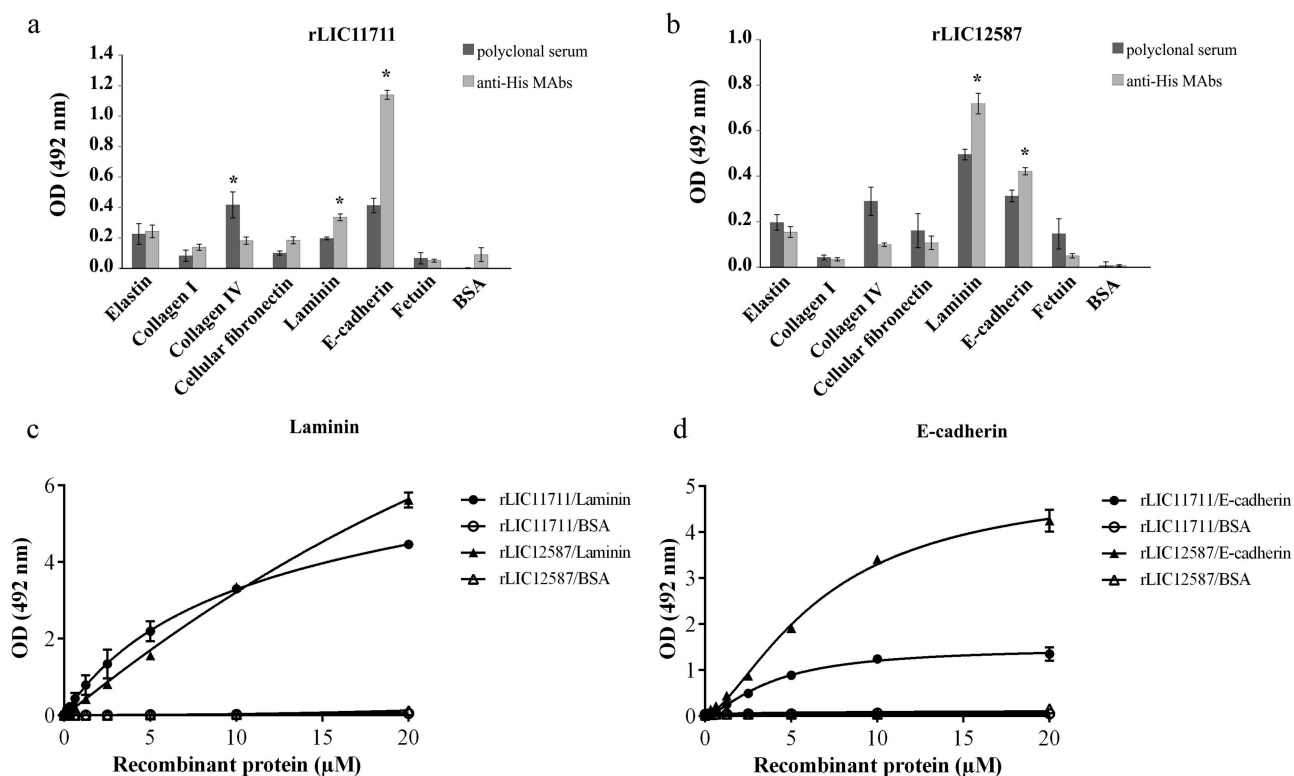 a
rLIC11711
polyclonal serum
anti-His MAbs
OD (492 nm)
1.4
1.2
1.0
0.8
0.6
0.4
0.2
0.0
*
*
*
Elastin
Collagen I
Collagen IV
Cellular fibronectin
Laminin
E-cadherin
Fetuin
BSA
b
rLIC12587
polyclonal serum
anti-His MAbs
OD (492 nm)
1.0
0.8
0.6
0.4
0.2
0.0
*
*
Elastin
Collagen I
Collagen IV
Cellular fibronectin
Laminin
E-cadherin
Fetuin
BSA
c
Laminin
OD (492 nm)
6
4
2
0
0 5 10 15 20
Recombinant protein (μM)
rLIC11711/Laminin
rLIC11711/BSA
rLIC12587/Laminin
rLIC12587/BSA
d
E-cadherin
OD (492 nm)
5
4
3
2
1
0
0 5 10 15 20
Recombinant protein (μM)
rLIC11711/E-cadherin
rLIC11711/BSA
rLIC12587/E-cadherin
rLIC12587/BSA